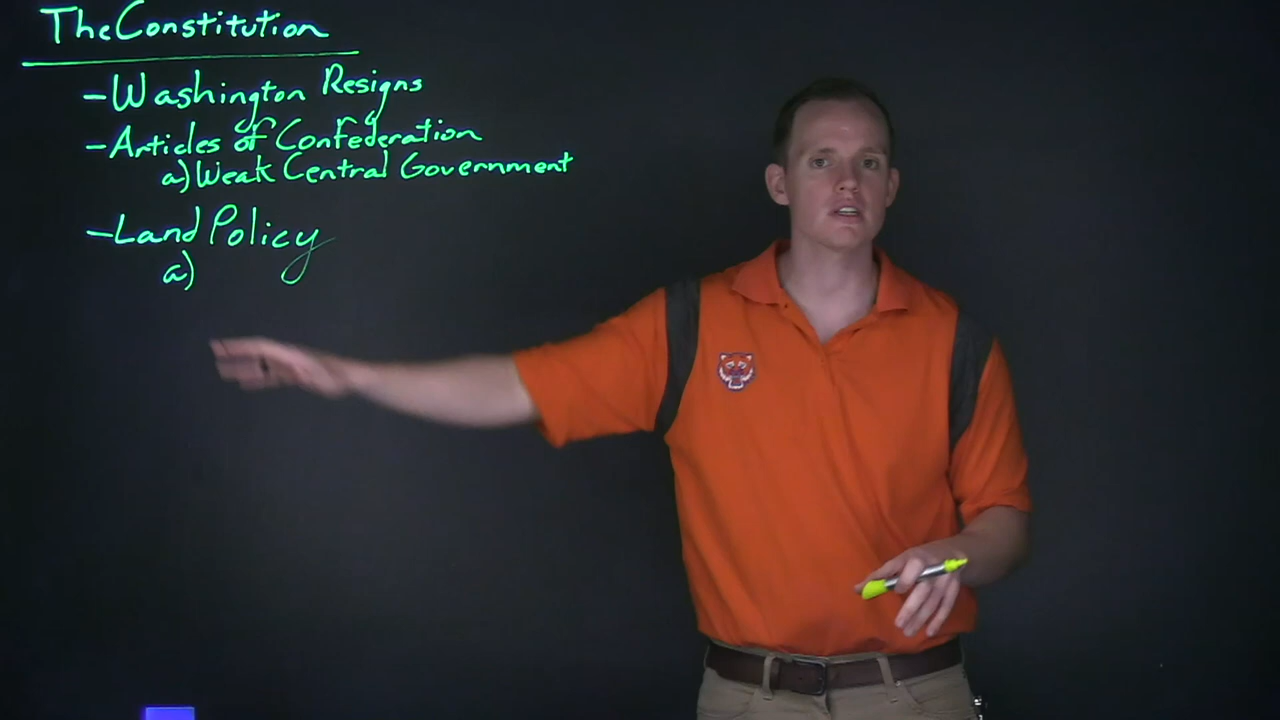 The Constitution
- Washington Resigns
- Articles of Confederation
a) Weak Central Government
- Land Policy
a)